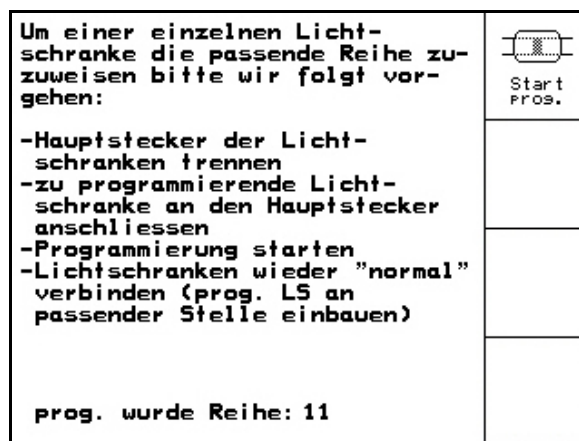 Um einer einzelnen Licht-
schranke die passende Reihe zu-
zuweisen bitte wir folgt vor-
gehen:
-Hauptstecker der Licht-
schranken trennen
-zu programmierende Licht-
schranke an den Hauptstecker
anschliessen
-Programmierung starten
-Lichtschranken wieder "normal"
verbinden (prog. LS an
passender Stelle einbauen)
prog. wurde Reihe: 11
Start
prog.